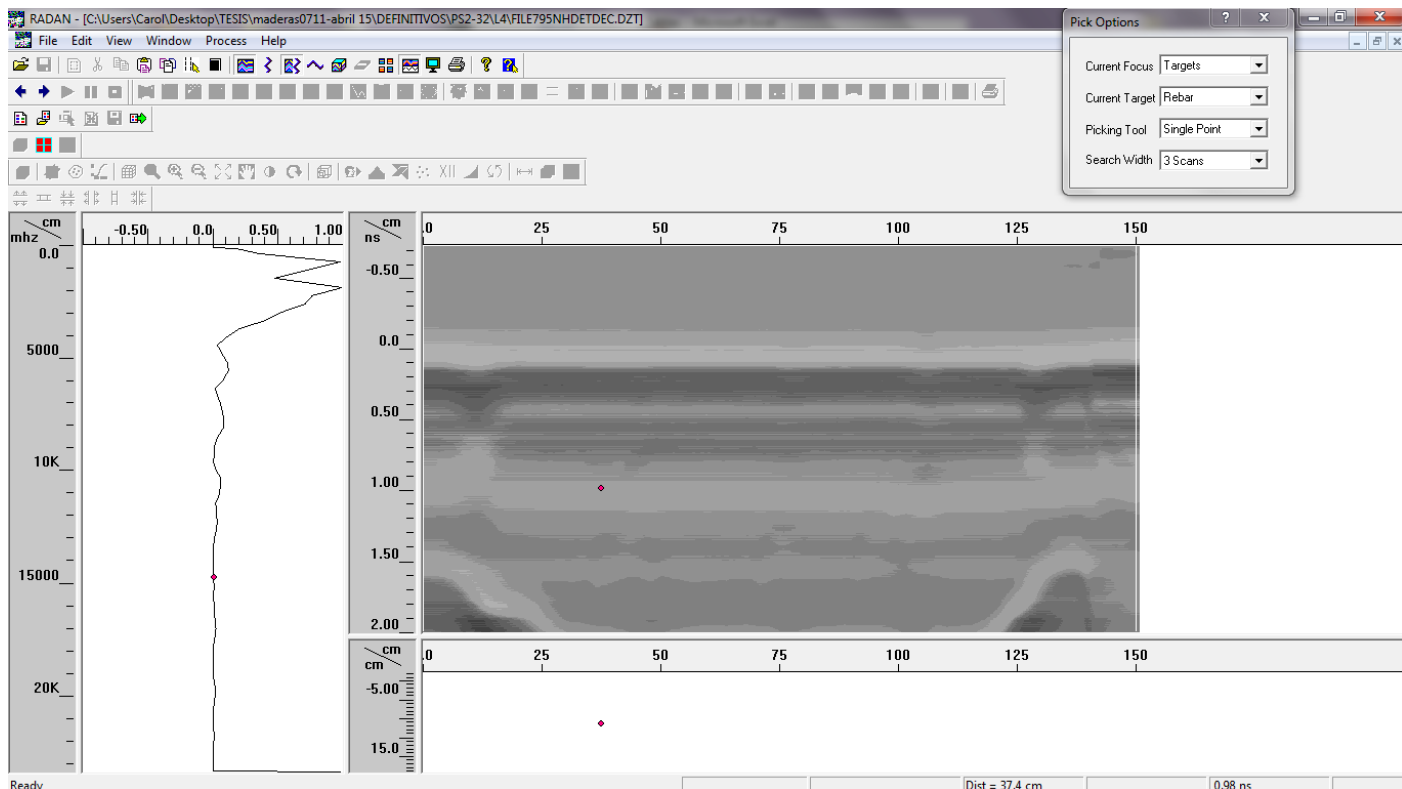 RADAN - [C:\Users\Carol\Desktop\TESIS\maderas0711-abril 15\DEFINITIVOS\PS2-32\L4\FILE795NHDETDEC.DZT]
File Edit View Window Process Help
Pick Options
Current Focus Targets
Current Target Rebar
Picking Tool Single Point
Search Width 3 Scans
XII
cm
mhz
-0.50 0.0 0.50 1.00
cm
ns
.0 25 50 75 100 125 150
0.0
5000
10K
15000
20K
-0.50
0.0
0.50
1.00
1.50
2.00
cm
cm
.0 25 50 75 100 125 150
-5.00
15.0
Ready
Dist = 37.4 cm
0.98 ns